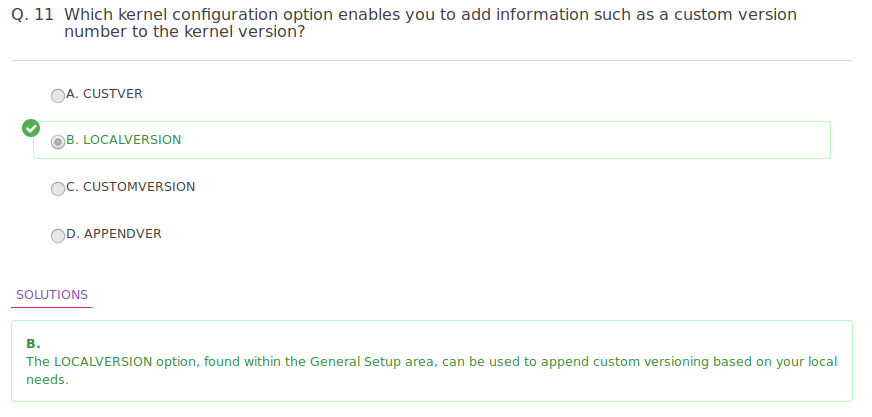 Q. 11 Which kernel configuration option enables you to add information such as a custom version
number to the kernel version?
A. CUSTVER
B. LOCALVERSION
C. CUSTOMVERSION
D. APPENDVER
SOLUTIONS
B.
The LOCALVERSION option, found within the General Setup area, can be used to append custom versioning based on your local
needs.